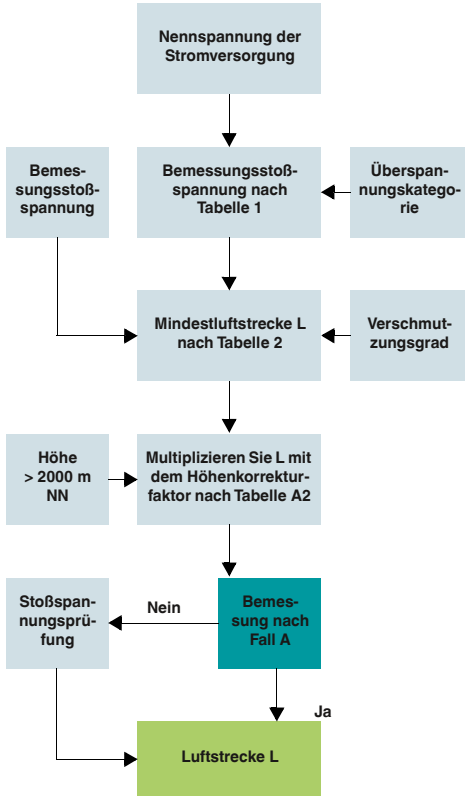 Nennspannung der
Stromversorgung
Bemes-
sungsstoß-
spannung
Bemessungsstoß-
spannung nach
Tabelle 1
Überspan-
nungskatego-
rie
Mindestluftstrecke L
nach Tabelle 2
Verschmut-
zungsgrad
Höhe
> 2000 m
NN
Multiplizieren Sie L mit
dem Höhenkorrektur-
faktor nach Tabelle A2
Stoßspan-
nungsprü-
fung
Nein
Bemes-
sung nach
Fall A
Ja
Luftstrecke L